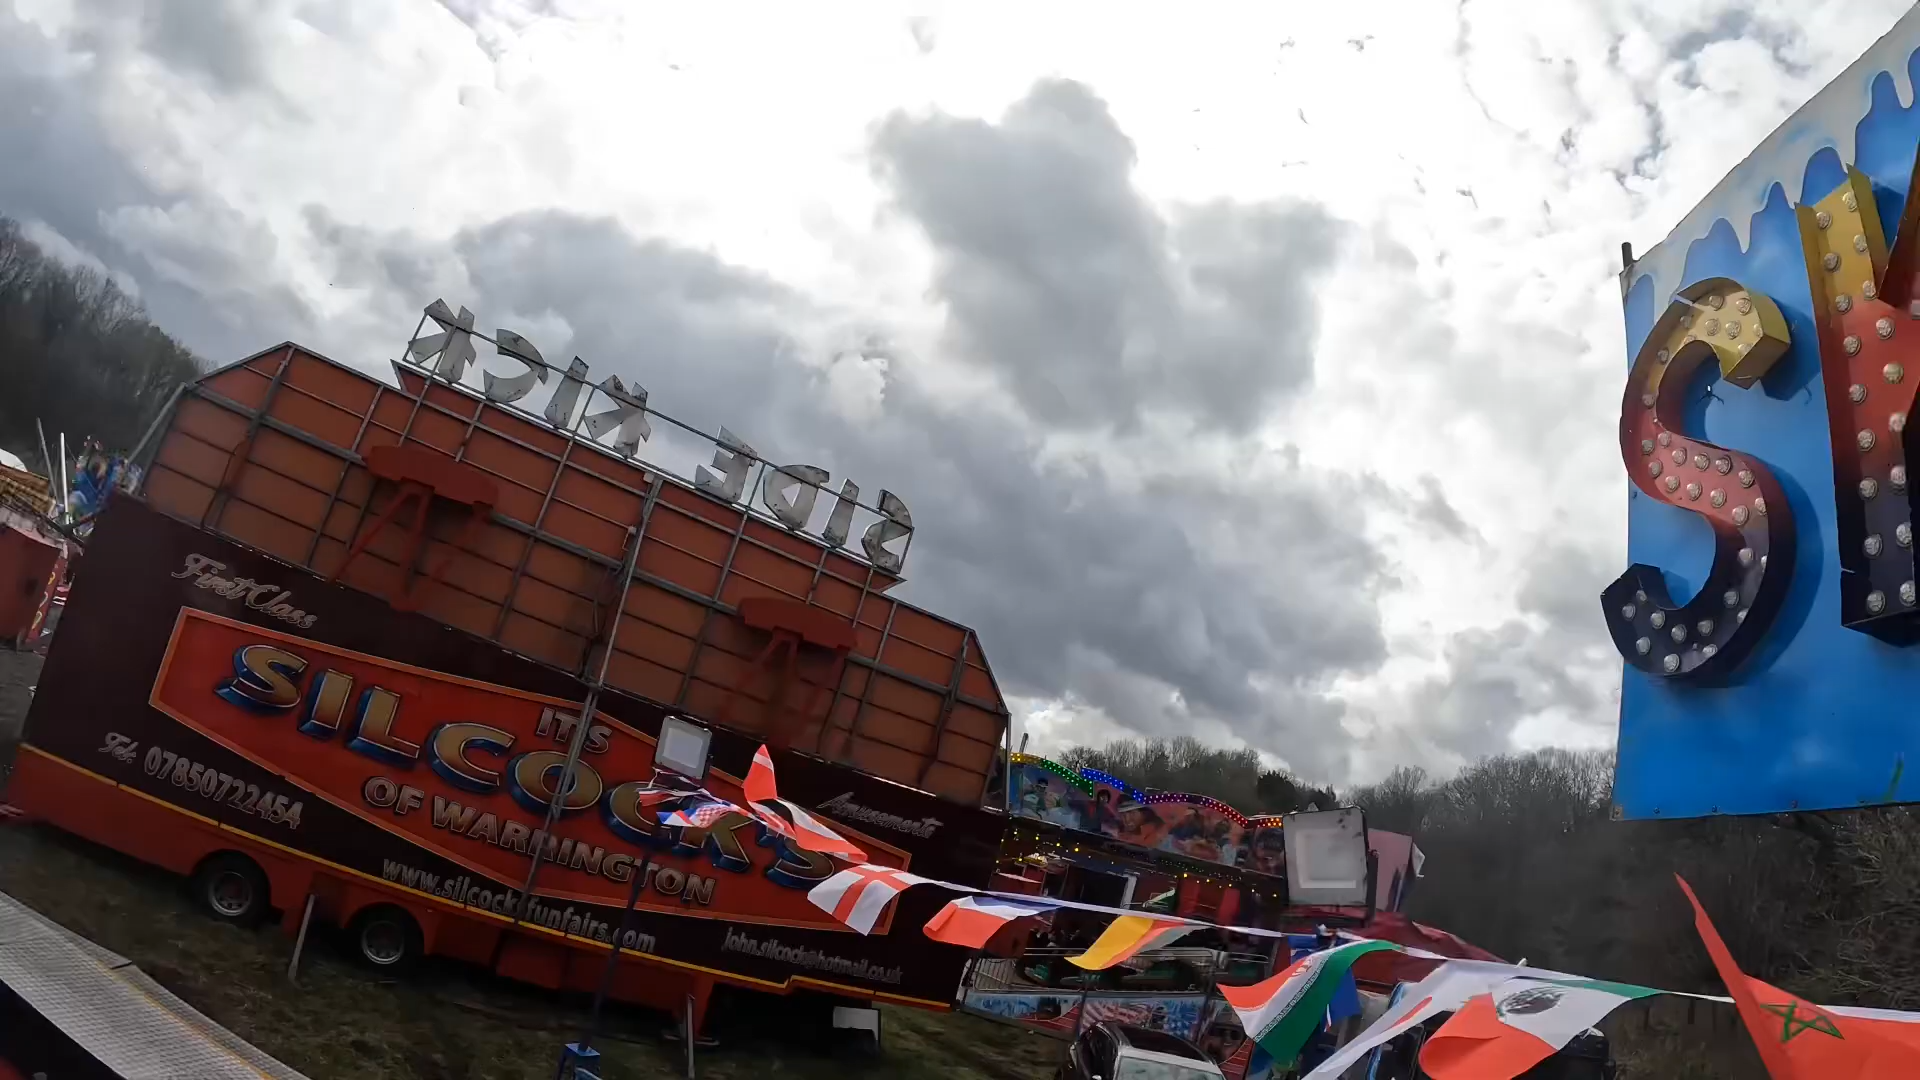 SIDE KICK
First Class
IT'S
SILCOCK'S
OF WARRINGTON
Amusements
Tel: 07850722454
www.silcocksfunfairs.com
john.silcock@hotmail.co.uk
S